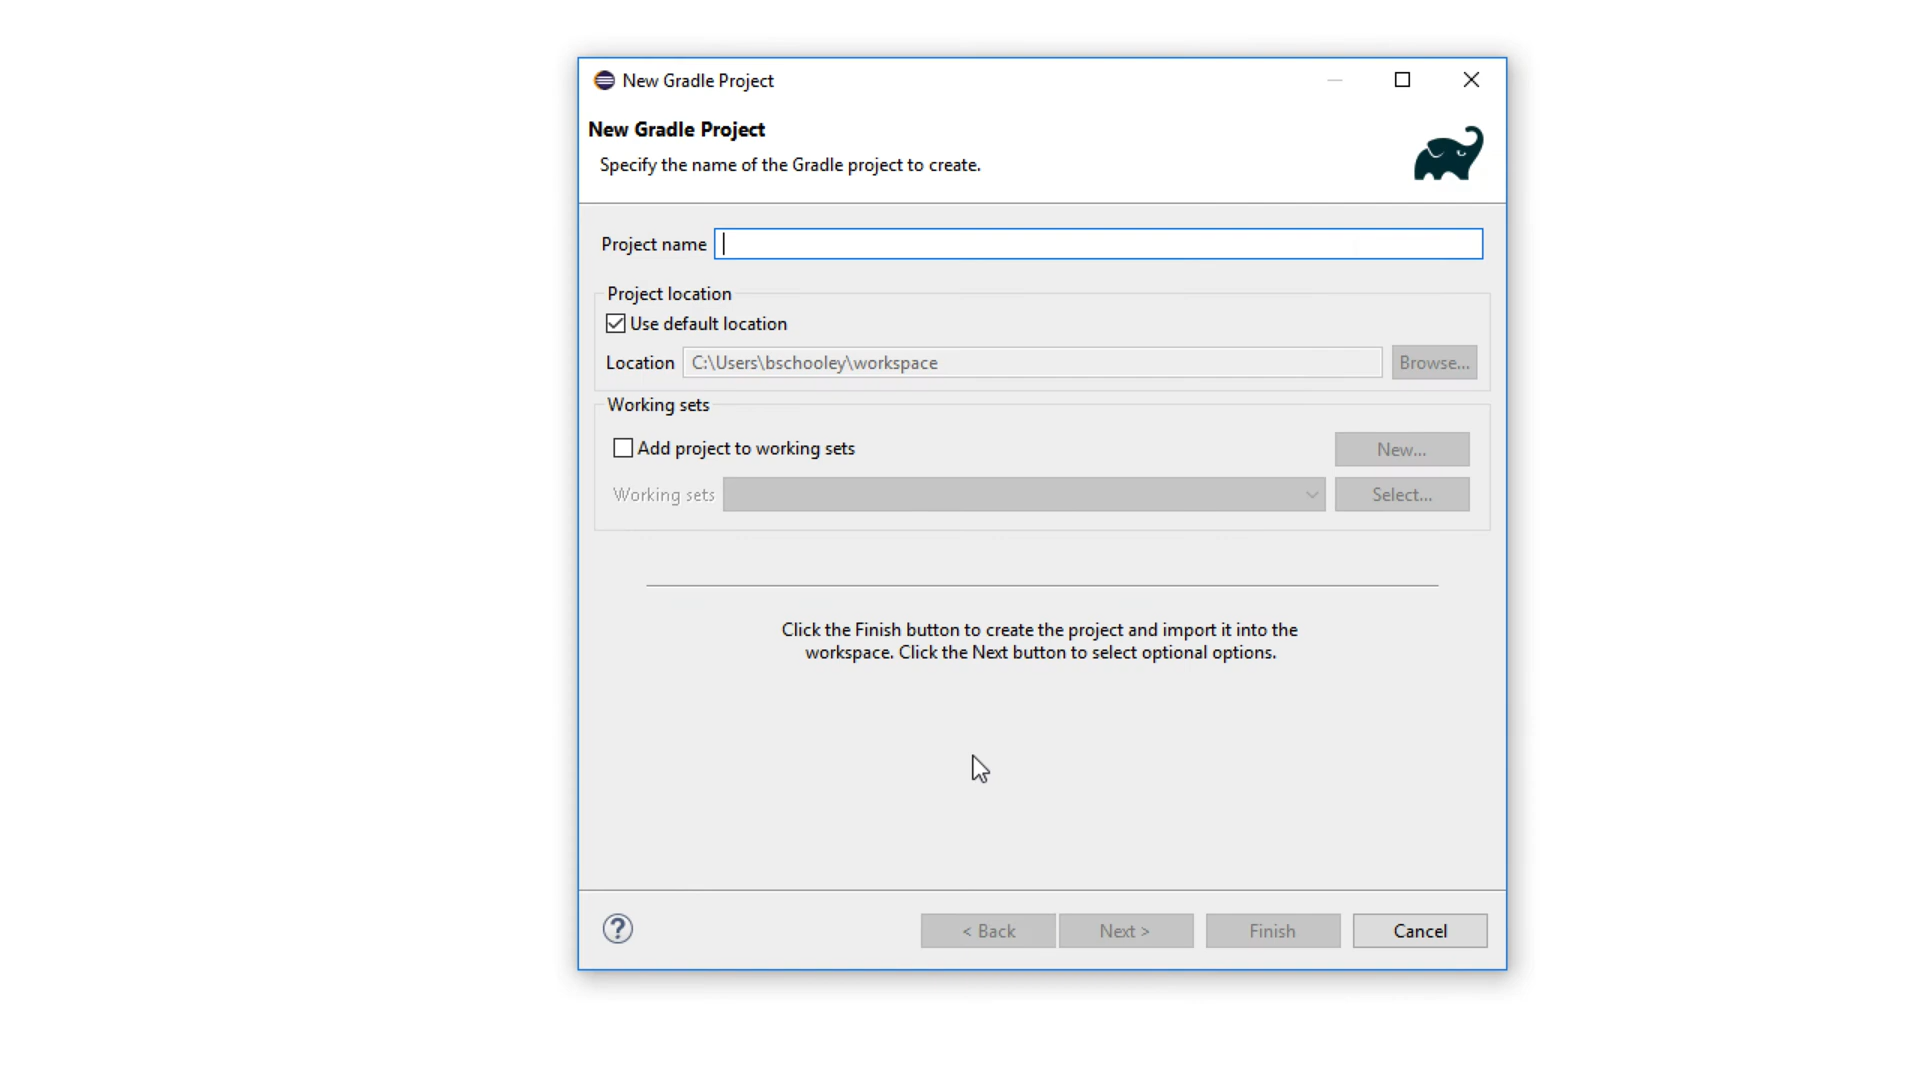 New Gradle Project
New Gradle Project
Specify the name of the Gradle project to create.
Project name
Project location
Use default location
Location C:\Users\bschooley\workspace Browse...
Working sets
Add project to working sets New...
Working sets Select...
Click the Finish button to create the project and import it into the
workspace. Click the Next button to select optional options.
? < Back Next > Finish Cancel